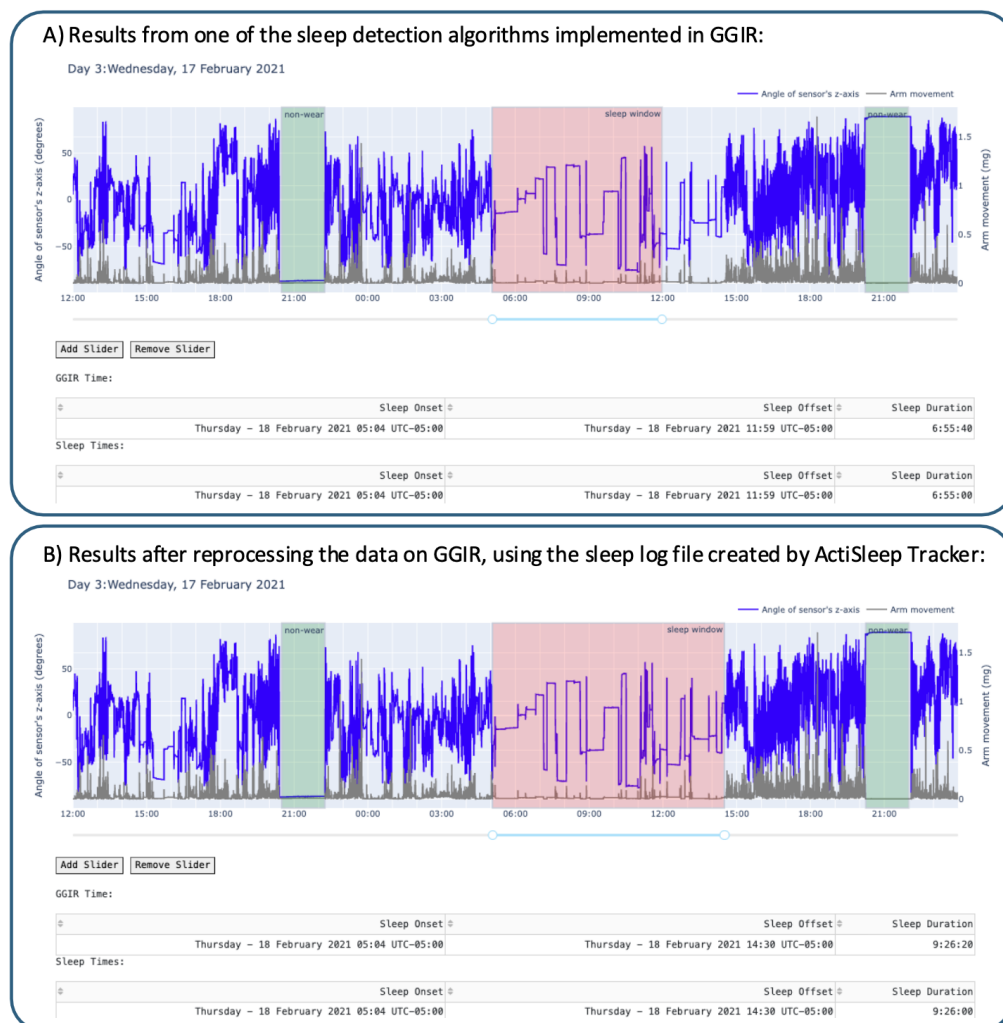 A) Results from one of the sleep detection algorithms implemented in GGIR:
Day 3:Wednesday, 17 February 2021
Angle of sensor's z-axis Arm movement
non-wear sleep window non-wear
Angle of sensor's z-axis (degrees)
50
0
−50
1.5
1
0.5
0
Arm movement (mg)
12:00 15:00 18:00 21:00 00:00 03:00 06:00 09:00 12:00 15:00 18:00 21:00
Add Slider Remove Slider
GGIR Time:
Sleep Onset Sleep Offset Sleep Duration
Thursday − 18 February 2021 05:04 UTC−05:00 Thursday − 18 February 2021 11:59 UTC−05:00 6:55:40
Sleep Times:
Sleep Onset Sleep Offset Sleep Duration
Thursday − 18 February 2021 05:04 UTC−05:00 Thursday − 18 February 2021 11:59 UTC−05:00 6:55:00
B) Results after reprocessing the data on GGIR, using the sleep log file created by ActiSleep Tracker:
Day 3:Wednesday, 17 February 2021
Angle of sensor's z-axis Arm movement
non-wear sleep window non-wear
Angle of sensor's z-axis (degrees)
50
0
−50
1.5
1
0.5
0
Arm movement (mg)
12:00 15:00 18:00 21:00 00:00 03:00 06:00 09:00 12:00 15:00 18:00 21:00
Add Slider Remove Slider
GGIR Time:
Sleep Onset Sleep Offset Sleep Duration
Thursday − 18 February 2021 05:04 UTC−05:00 Thursday − 18 February 2021 14:30 UTC−05:00 9:26:20
Sleep Times:
Sleep Onset Sleep Offset Sleep Duration
Thursday − 18 February 2021 05:04 UTC−05:00 Thursday − 18 February 2021 14:30 UTC−05:00 9:26:00